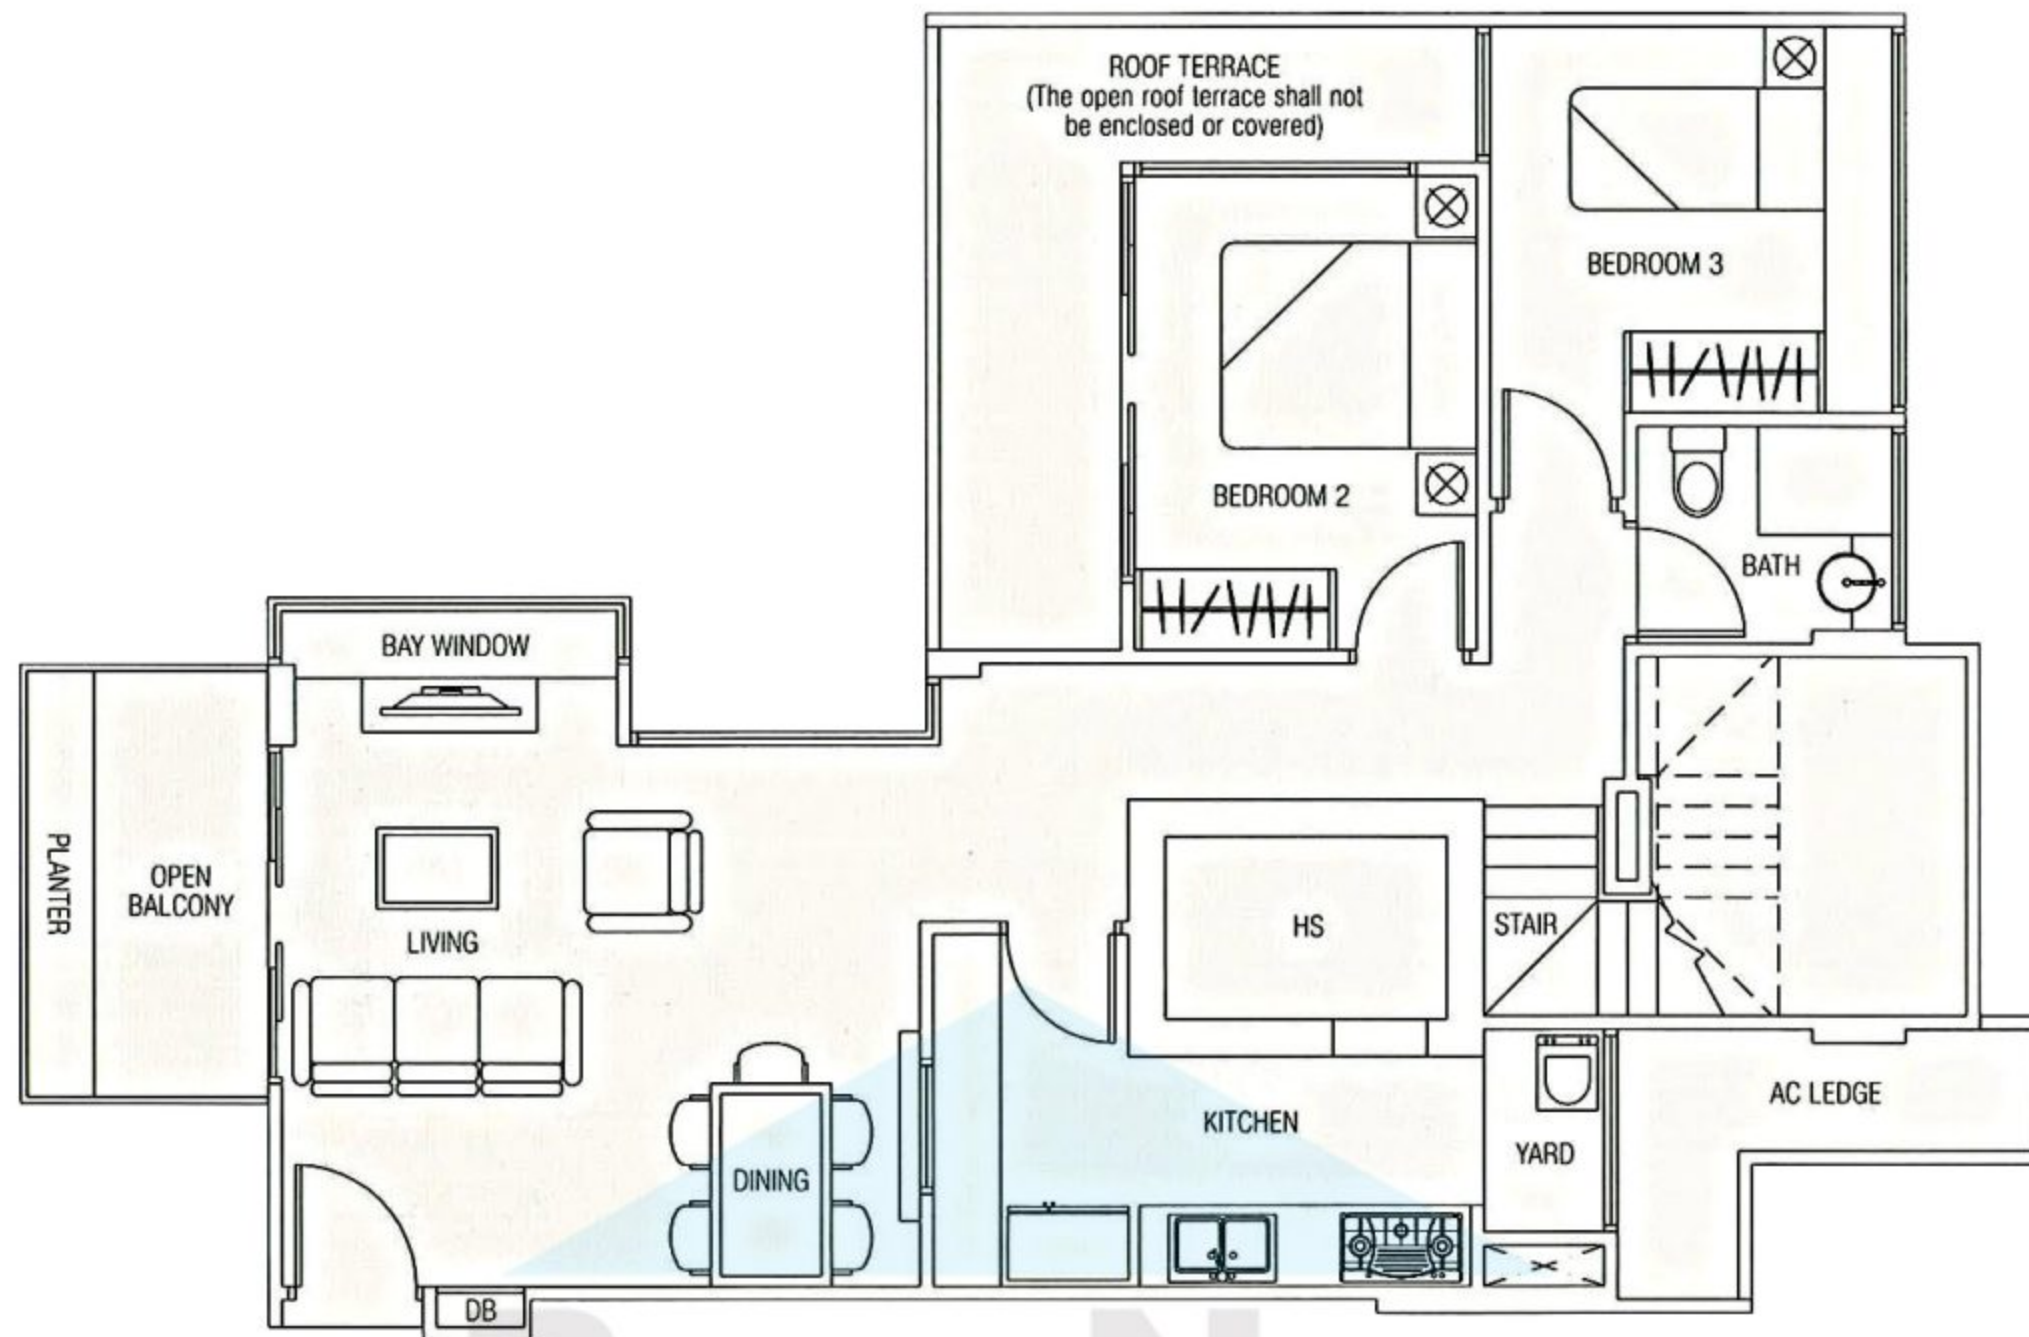 ROOF TERRACE
(The open roof terrace shall not
be enclosed or covered)
BEDROOM 3
BEDROOM 2
BATH
BAY WINDOW
PLANTER
OPEN
BALCONY
LIVING
HS
STAIR
KITCHEN
AC LEDGE
YARD
DINING
DB